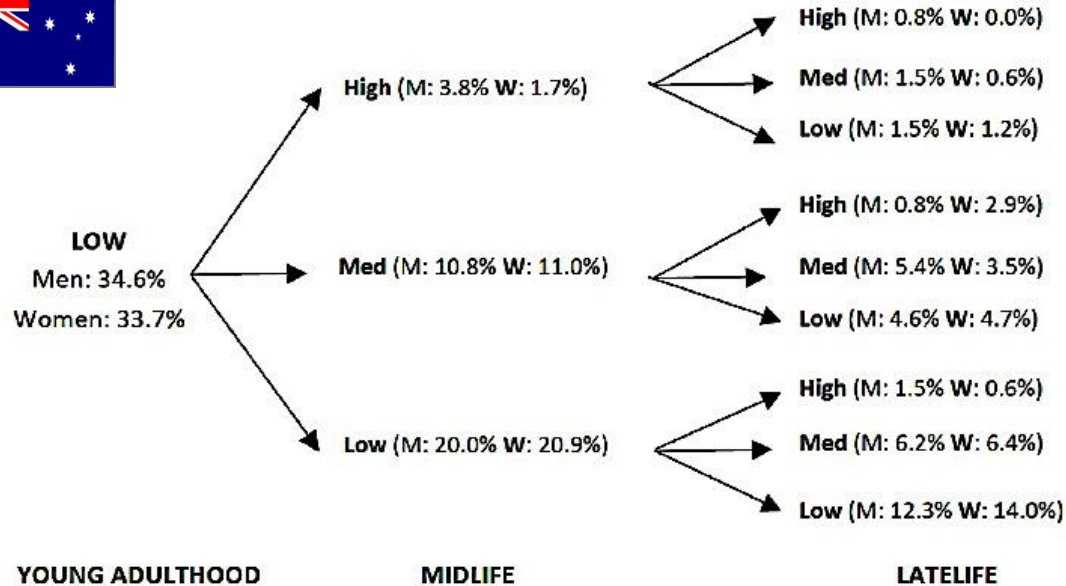 High (M: 0.8% W: 0.0%)
High (M: 3.8% W: 1.7%)
Med (M: 1.5% W: 0.6%)
Low (M: 1.5% W: 1.2%)
LOW
Men: 34.6%
Women: 33.7%
Med (M: 10.8% W: 11.0%)
High (M: 0.8% W: 2.9%)
Med (M: 5.4% W: 3.5%)
Low (M: 4.6% W: 4.7%)
Low (M: 20.0% W: 20.9%)
High (M: 1.5% W: 0.6%)
Med (M: 6.2% W: 6.4%)
Low (M: 12.3% W: 14.0%)
YOUNG ADULTHOOD
MIDLIFE
LATELIFE